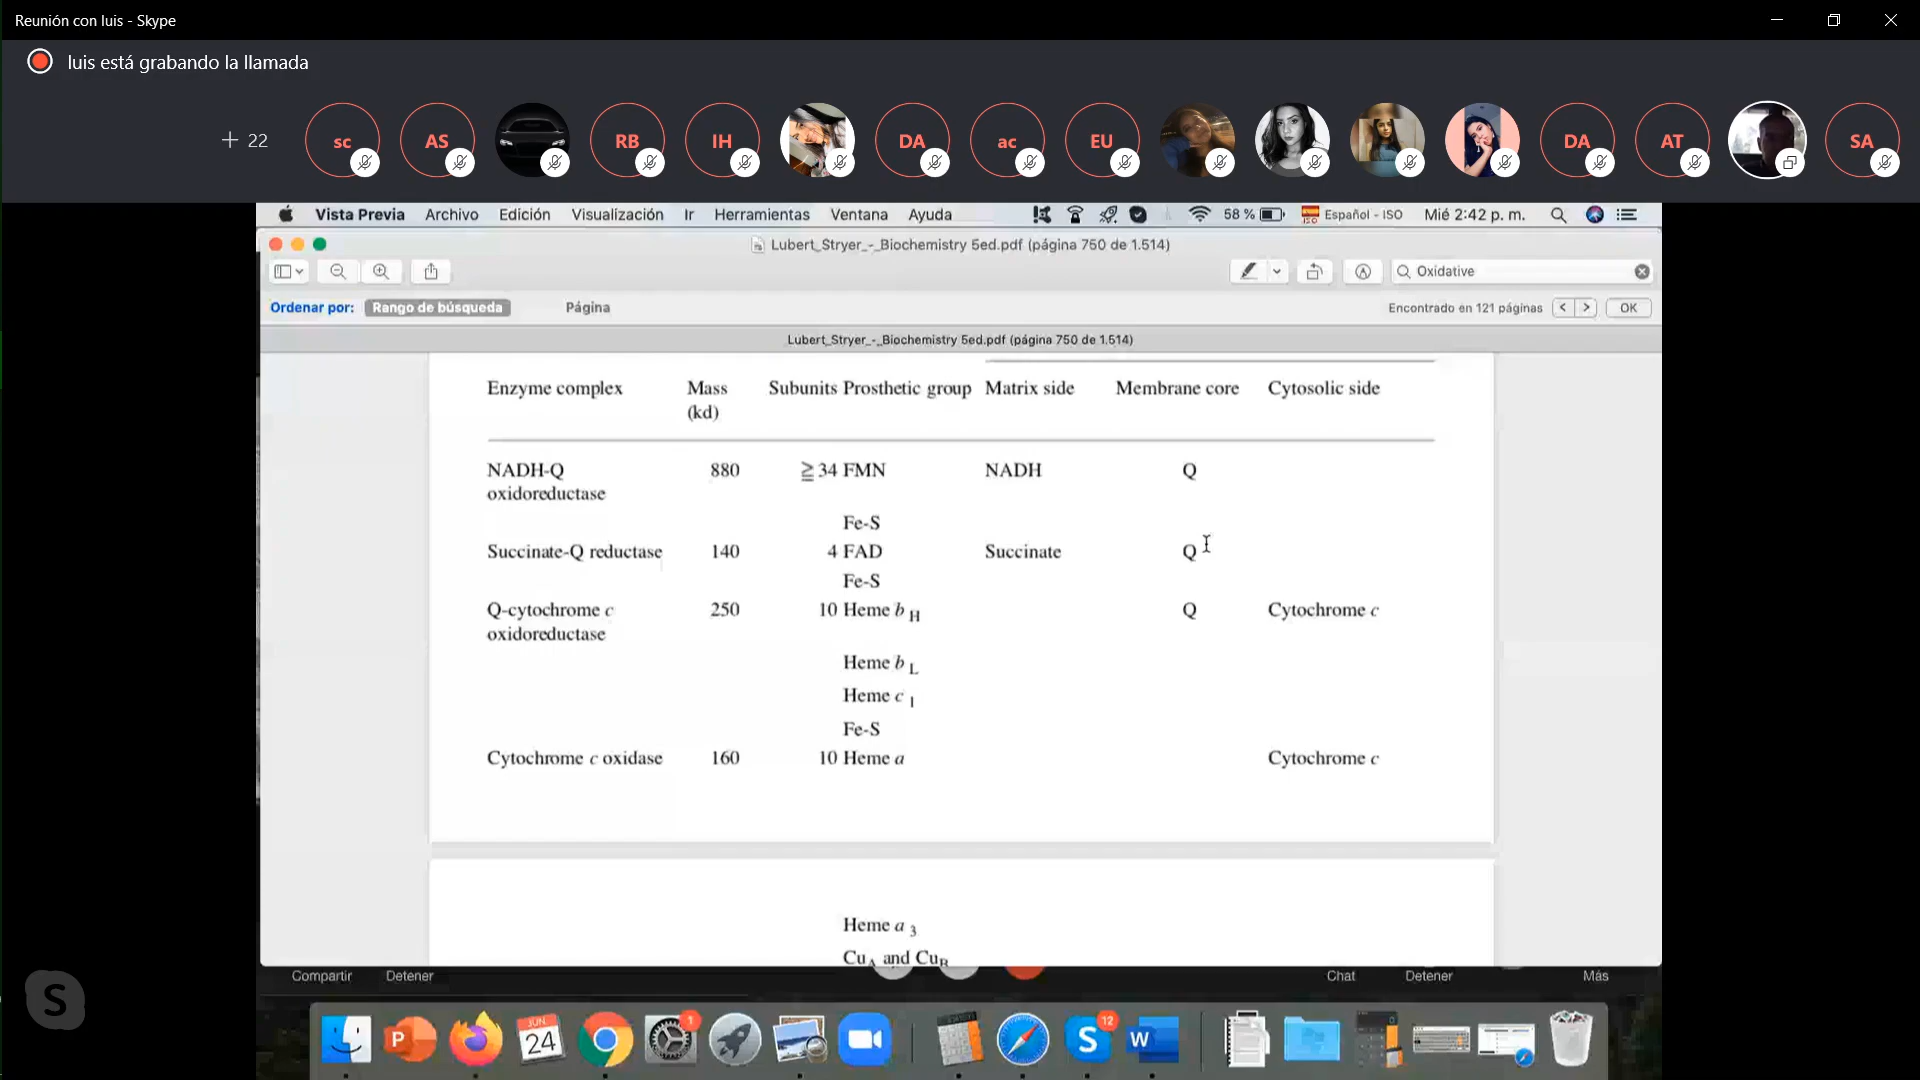 Reunión con luis - Skype
luis está grabando la llamada
+ 22
sc AS RB IH DA ac EU DA AT SA
Vista Previa Archivo Edición Visualización Ir Herramientas Ventana Ayuda 58 % ISO Español - ISO Mié 2:42 p. m.
Lubert_Stryer_-_Biochemistry 5ed.pdf (página 750 de 1.514)
Oxidative
Ordenar por: Rango de búsqueda Página Encontrado en 121 páginas < > OK
Lubert_Stryer_-_Biochemistry 5ed.pdf (página 750 de 1.514)
Enzyme complex Mass (kd) Subunits Prosthetic group Matrix side Membrane core Cytosolic side
NADH-Q 880 ≧ 34 FMN NADH Q
oxidoreductase
Fe-S
Succinate-Q reductase 140 4 FAD Succinate Q
Fe-S
Q-cytochrome c 250 10 Heme b H Q Cytochrome c
oxidoreductase
Heme b L
Heme c 1
Fe-S
Cytochrome c oxidase 160 10 Heme a Cytochrome c
Heme a 3
Cu A and Cu B
Compartir Detener Chat Detener Más
JUN
24
1
12
P
S
W
S